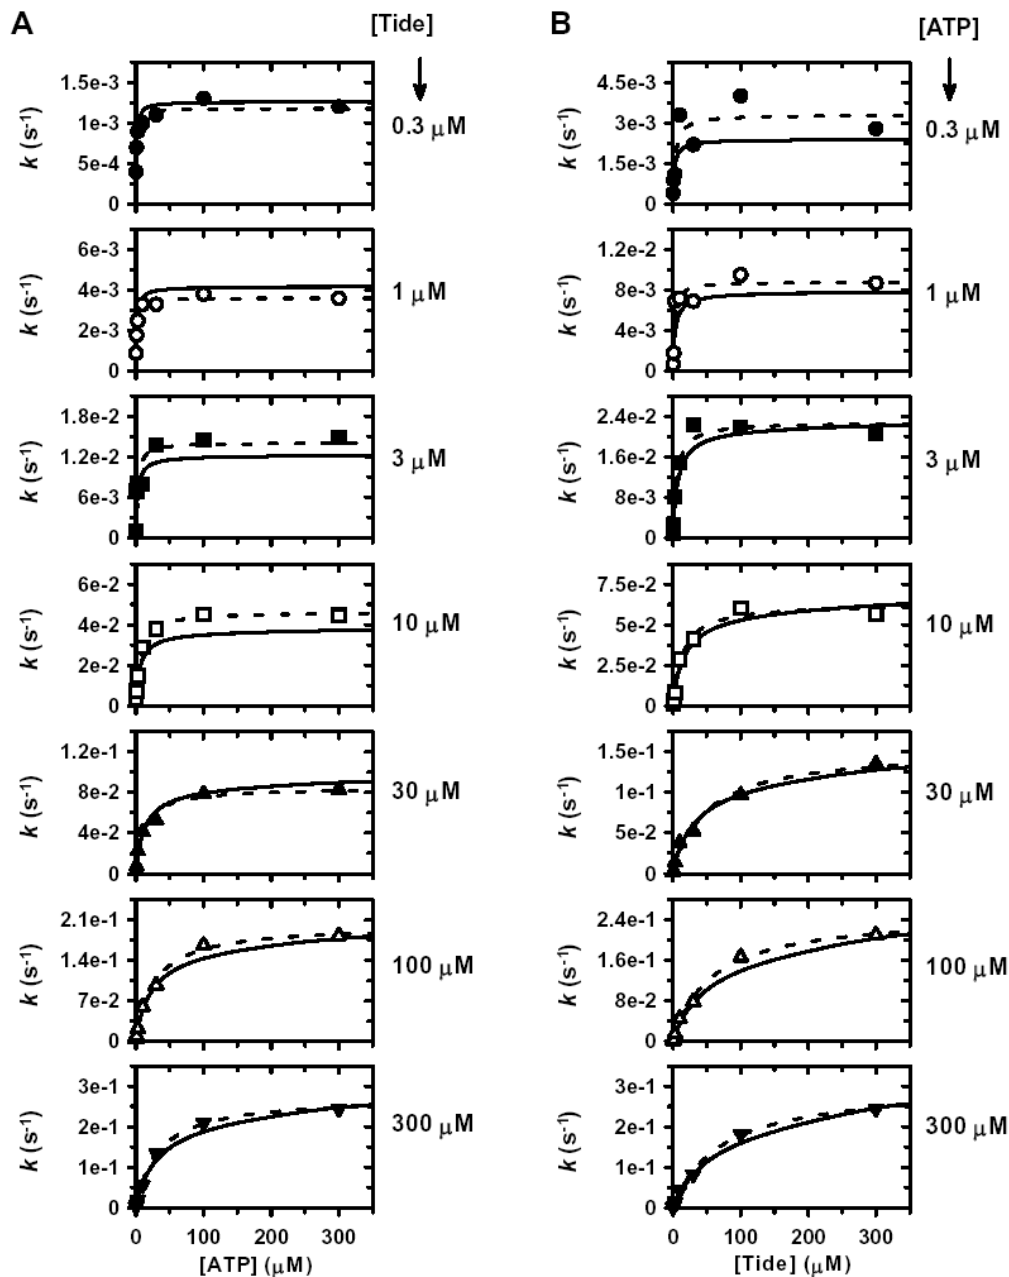 A
[Tide]
B
[ATP]
1.5e-3
1e-3
5e-4
0
k (s⁻¹)
0.3 μM
4.5e-3
3e-3
1.5e-3
0
k (s⁻¹)
0.3 μM
6e-3
4e-3
2e-3
0
k (s⁻¹)
1 μM
1.2e-2
8e-3
4e-3
0
k (s⁻¹)
1 μM
1.8e-2
1.2e-2
6e-3
0
k (s⁻¹)
3 μM
2.4e-2
1.6e-2
8e-3
0
k (s⁻¹)
3 μM
6e-2
4e-2
2e-2
0
k (s⁻¹)
10 μM
7.5e-2
5e-2
2.5e-2
0
k (s⁻¹)
10 μM
1.2e-1
8e-2
4e-2
0
k (s⁻¹)
30 μM
1.5e-1
1e-1
5e-2
0
k (s⁻¹)
30 μM
2.1e-1
1.4e-1
7e-2
0
k (s⁻¹)
100 μM
2.4e-1
1.6e-1
8e-2
0
k (s⁻¹)
100 μM
3e-1
2e-1
1e-1
0
k (s⁻¹)
300 μM
3e-1
2e-1
1e-1
0
k (s⁻¹)
300 μM
0 100 200 300
[ATP] (μM)
0 100 200 300
[Tide] (μM)